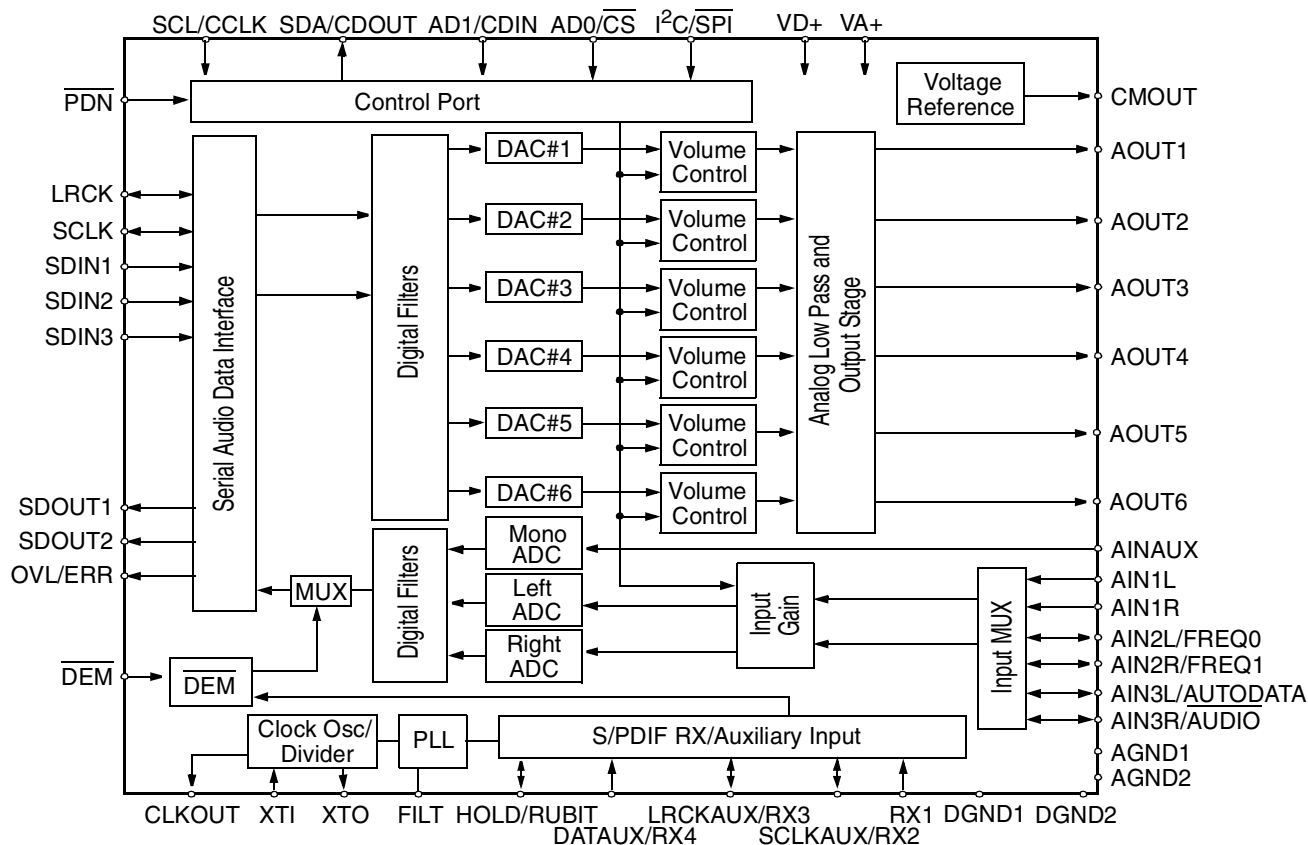 SCL/CCLK SDA/CDOUT AD1/CDIN AD0/CS I²C/SPI VD+ VA+
PDN
Control Port
Voltage
Reference
CMOUT
LRCK
SCLK
SDIN1
SDIN2
SDIN3
SDOUT1
SDOUT2
OVL/ERR
Serial Audio Data Interface
Digital Filters
DAC#1
DAC#2
DAC#3
DAC#4
DAC#5
DAC#6
Volume
Control
Volume
Control
Volume
Control
Volume
Control
Volume
Control
Volume
Control
Analog Low Pass and
Output Stage
AOUT1
AOUT2
AOUT3
AOUT4
AOUT5
AOUT6
MUX
Digital Filters
Mono
ADC
Left
ADC
Right
ADC
Input
Gain
Input MUX
AINAUX
AIN1L
AIN1R
AIN2L/FREQ0
AIN2R/FREQ1
AIN3L/AUTODATA
AIN3R/AUDIO
AGND1
AGND2
DEM
DEM
Clock Osc/
Divider
PLL
S/PDIF RX/Auxiliary Input
CLKOUT XTI XTO FILT HOLD/RUBIT LRCKAUX/RX3 RX1 DGND1 DGND2
DATAUX/RX4 SCLKAUX/RX2